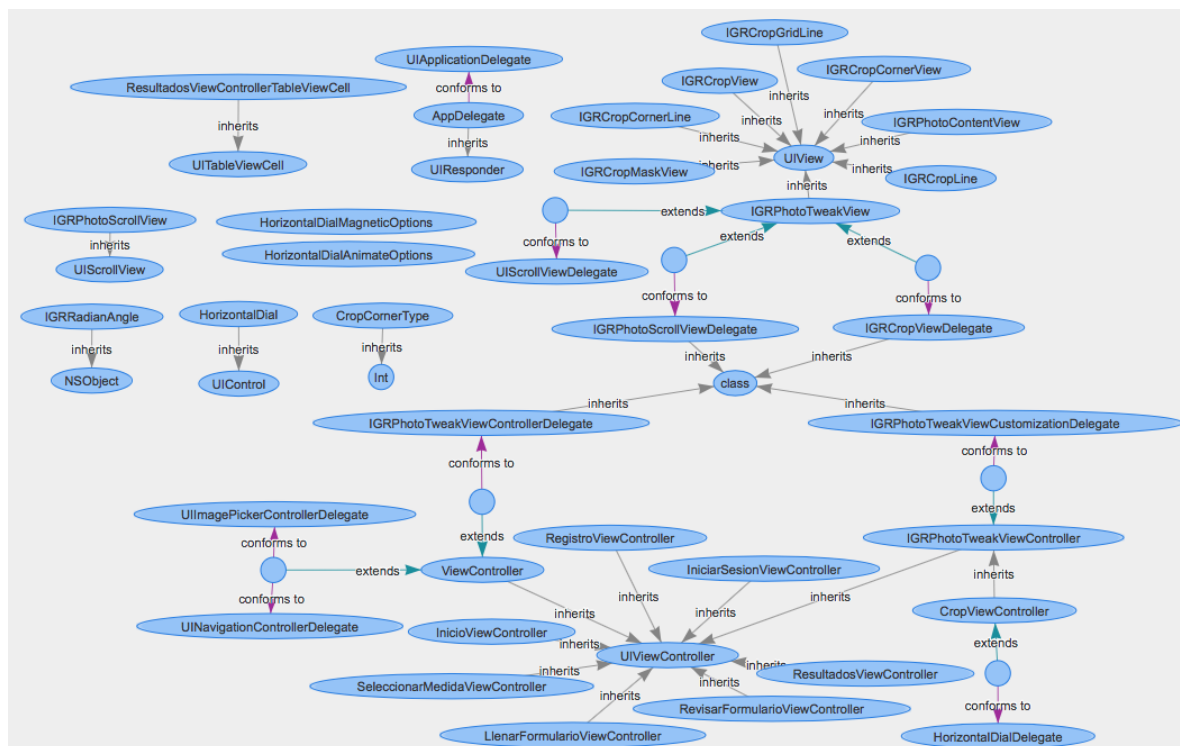 IGRCropGridLine
UIApplicationDelegate
IGRCropView
inherits
IGRCropCornerView
ResultadosViewControllerTableViewCell
conforms to
inherits
inherits
IGRCropCornerLine
AppDelegate
IGRPhotoContentView
inherits
inherits
inherits
inherits
UITableViewCell
UIResponder
IGRCropMaskView
inherits
UIView
inherits
IGRCropLine
inherits
IGRPhotoScrollView
HorizontalDialMagneticOptions
extends
IGRPhotoTweakView
inherits
conforms to
extends
extends
HorizontalDialAnimateOptions
UIScrollView
UIScrollViewDelegate
conforms to
conforms to
IGRRadianAngle
HorizontalDial
CropCornerType
IGRPhotoScrollViewDelegate
IGRCropViewDelegate
inherits
inherits
inherits
inherits
inherits
NSObject
UIControl
Int
class
inherits
inherits
IGRPhotoTweakViewControllerDelegate
IGRPhotoTweakViewCustomizationDelegate
conforms to
conforms to
UIImagePickerControllerDelegate
extends
extends
RegistroViewController
IGRPhotoTweakViewController
conforms to
extends
ViewController
IniciarSesionViewController
inherits
conforms to
inherits
inherits
inherits
inherits
CropViewController
UINavigationControllerDelegate
InicioViewController
inherits
extends
UIViewController
inherits
ResultadosViewController
inherits
SeleccionarMedidaViewController
inherits
RevisarFormularioViewController
inherits
conforms to
LlenarFormularioViewController
HorizontalDialDelegate